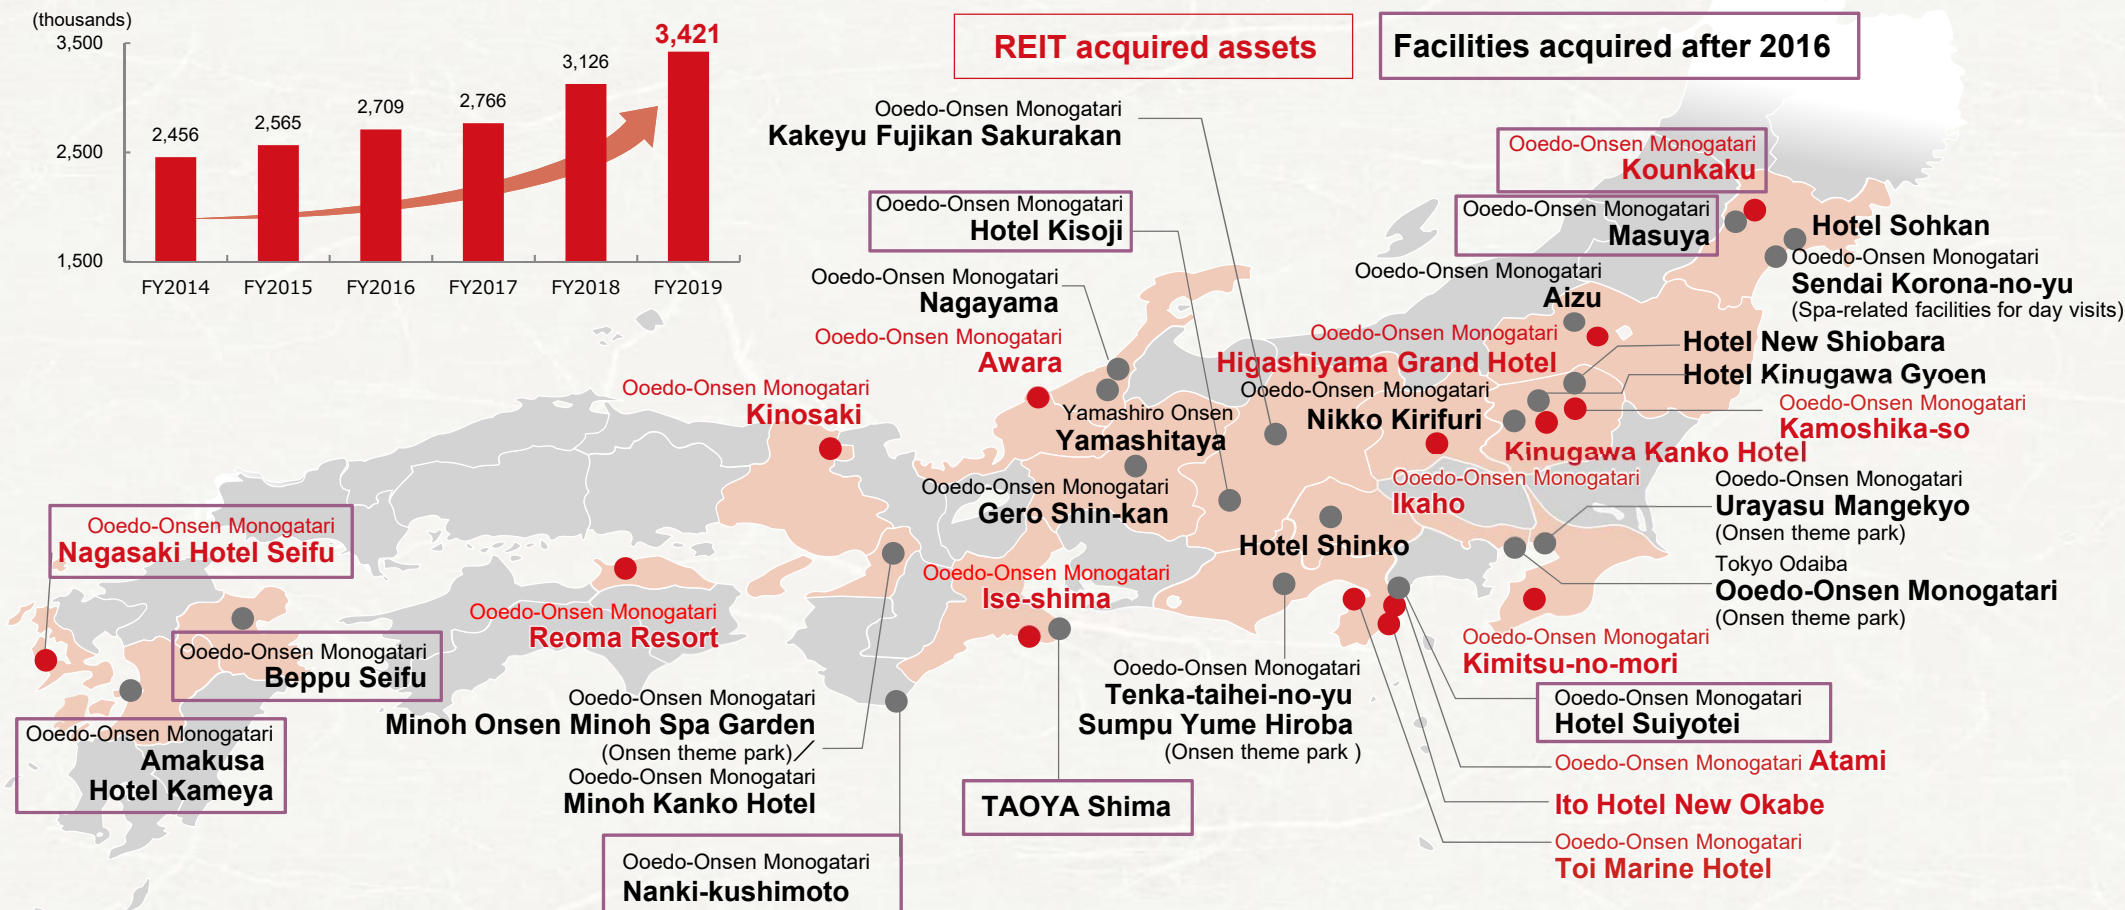 (thousands)
3,500
2,500
1,500
2,456
2,565
2,709
2,766
3,126
3,421
FY2014
FY2015
FY2016
FY2017
FY2018
FY2019
REIT acquired assets
Facilities acquired after 2016
Ooedo-Onsen Monogatari
Kakeyu Fujikan Sakurakan
Ooedo-Onsen Monogatari
Hotel Kisoji
Ooedo-Onsen Monogatari
Nagayama
Ooedo-Onsen Monogatari
Awara
Ooedo-Onsen Monogatari
Kinosaki
Yamashiro Onsen
Yamashitaya
Ooedo-Onsen Monogatari
Gero Shin-kan
Ooedo-Onsen Monogatari
Kounkaku
Ooedo-Onsen Monogatari
Masuya
Hotel Sohkan
Ooedo-Onsen Monogatari
Sendai Korona-no-yu
(Spa-related facilities for day visits)
Ooedo-Onsen Monogatari
Aizu
Ooedo-Onsen Monogatari
Higashiyama Grand Hotel
Hotel New Shiobara
Hotel Kinugawa Gyoen
Ooedo-Onsen Monogatari
Nikko Kirifuri
Ooedo-Onsen Monogatari
Kamoshika-so
Kinugawa Kanko Hotel
Ooedo-Onsen Monogatari
Ikaho
Ooedo-Onsen Monogatari
Urayasu Mangekyo
(Onsen theme park)
Tokyo Odaiba
Ooedo-Onsen Monogatari
(Onsen theme park)
Hotel Shinko
Ooedo-Onsen Monogatari
Nagasaki Hotel Seifu
Ooedo-Onsen Monogatari
Ise-shima
Ooedo-Onsen Monogatari
Reoma Resort
Ooedo-Onsen Monogatari
Beppu Seifu
Ooedo-Onsen Monogatari
Kimitsu-no-mori
Ooedo-Onsen Monogatari
Tenka-taihei-no-yu
Sumpu Yume Hiroba
(Onsen theme park )
Ooedo-Onsen Monogatari
Minoh Onsen Minoh Spa Garden
(Onsen theme park)
Ooedo-Onsen Monogatari
Minoh Kanko Hotel
Ooedo-Onsen Monogatari
Hotel Suiyotei
Ooedo-Onsen Monogatari
Amakusa
Hotel Kameya
Ooedo-Onsen Monogatari Atami
TAOYA Shima
Ito Hotel New Okabe
Ooedo-Onsen Monogatari
Toi Marine Hotel
Ooedo-Onsen Monogatari
Nanki-kushimoto